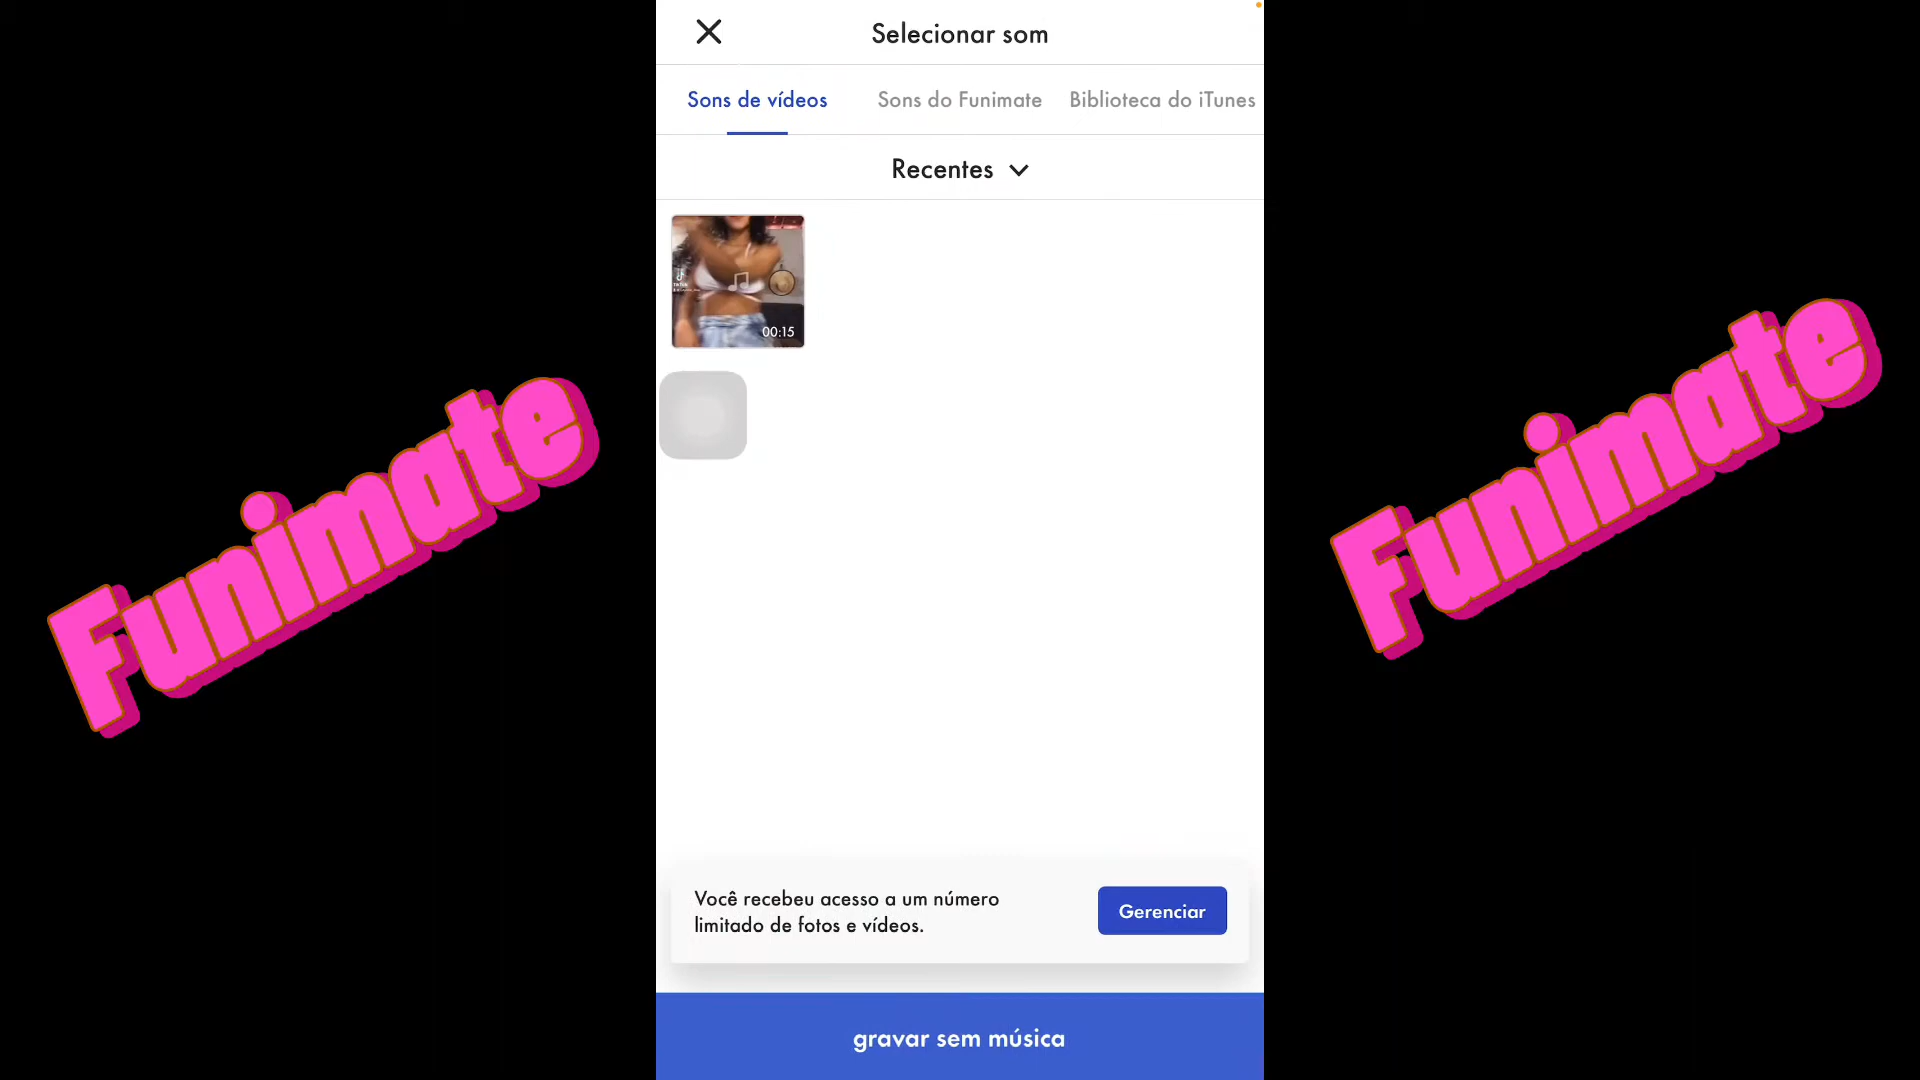 Selecionar som
Sons de vídeos
Sons do Funimate
Biblioteca do iTunes
Recentes
TikTok
00:15
Funimate
Funimate
Você recebeu acesso a um número
limitado de fotos e vídeos.
Gerenciar
gravar sem música